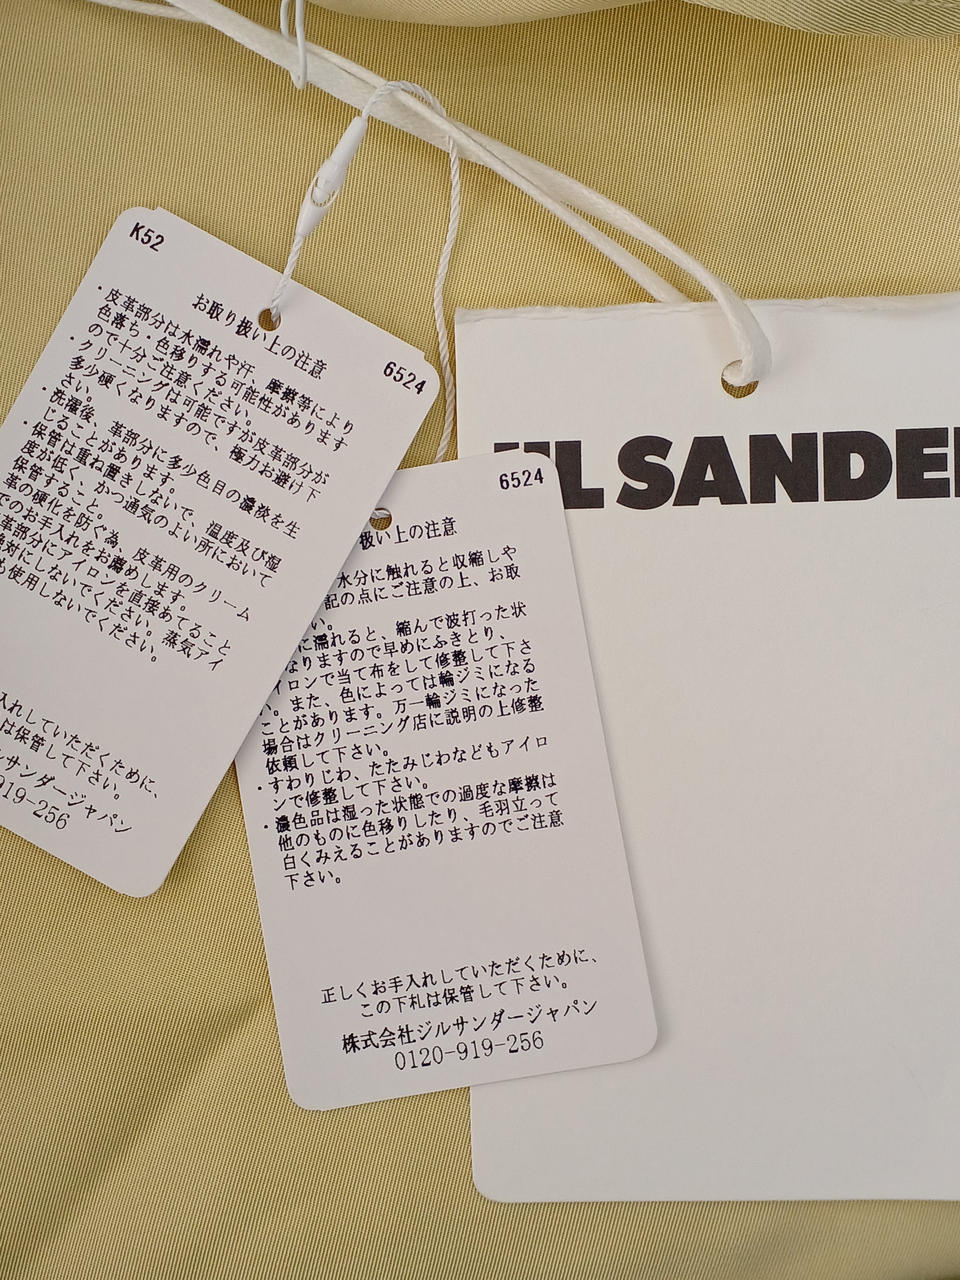 K52
6524
お取り扱い上の注意
・皮革部分は水濡れや汗、摩擦等により
色落ち・色移りする可能性があります
ので十分ご注意ください。
・クリーニングは可能ですが皮革部分が
多少硬くなりますので、極力お避け下
さい。
・洗濯後、革部分に多少色目の濃淡を生
じることがあります。
・保管は重ね置きしないで、温度及び湿
度が低く、かつ通気のよい所において
保管すること。
革の硬化を防ぐ為、皮革用のクリーム
でのお手入れをお薦めします。
革部分にアイロンを直接あてること
絶対にしないでください。蒸気アイ
も使用しないでください。
入れしていただくために、
は保管して下さい。
ルサンダージャパン
919-256
6524
扱い上の注意
水分に触れると収縮しや
記の点にご注意の上、お取
い。
に濡れると、縮んで波打った状
なりますので早めにふきとり、
イロンで当て布をして修整して下さ
。また、色によっては輪ジミになる
ことがあります。万一輪ジミになった
場合はクリーニング店に説明の上修整
依頼して下さい。
・すわりじわ、たたみじわなどもアイロ
ンで修整して下さい。
・濃色品は湿った状態での過度な摩擦は
他のものに色移りしたり、毛羽立って
白くみえることがありますのでご注意
下さい。
正しくお手入れしていただくために、
この下札は保管して下さい。
株式会社ジルサンダージャパン
0120-919-256
JIL SANDE